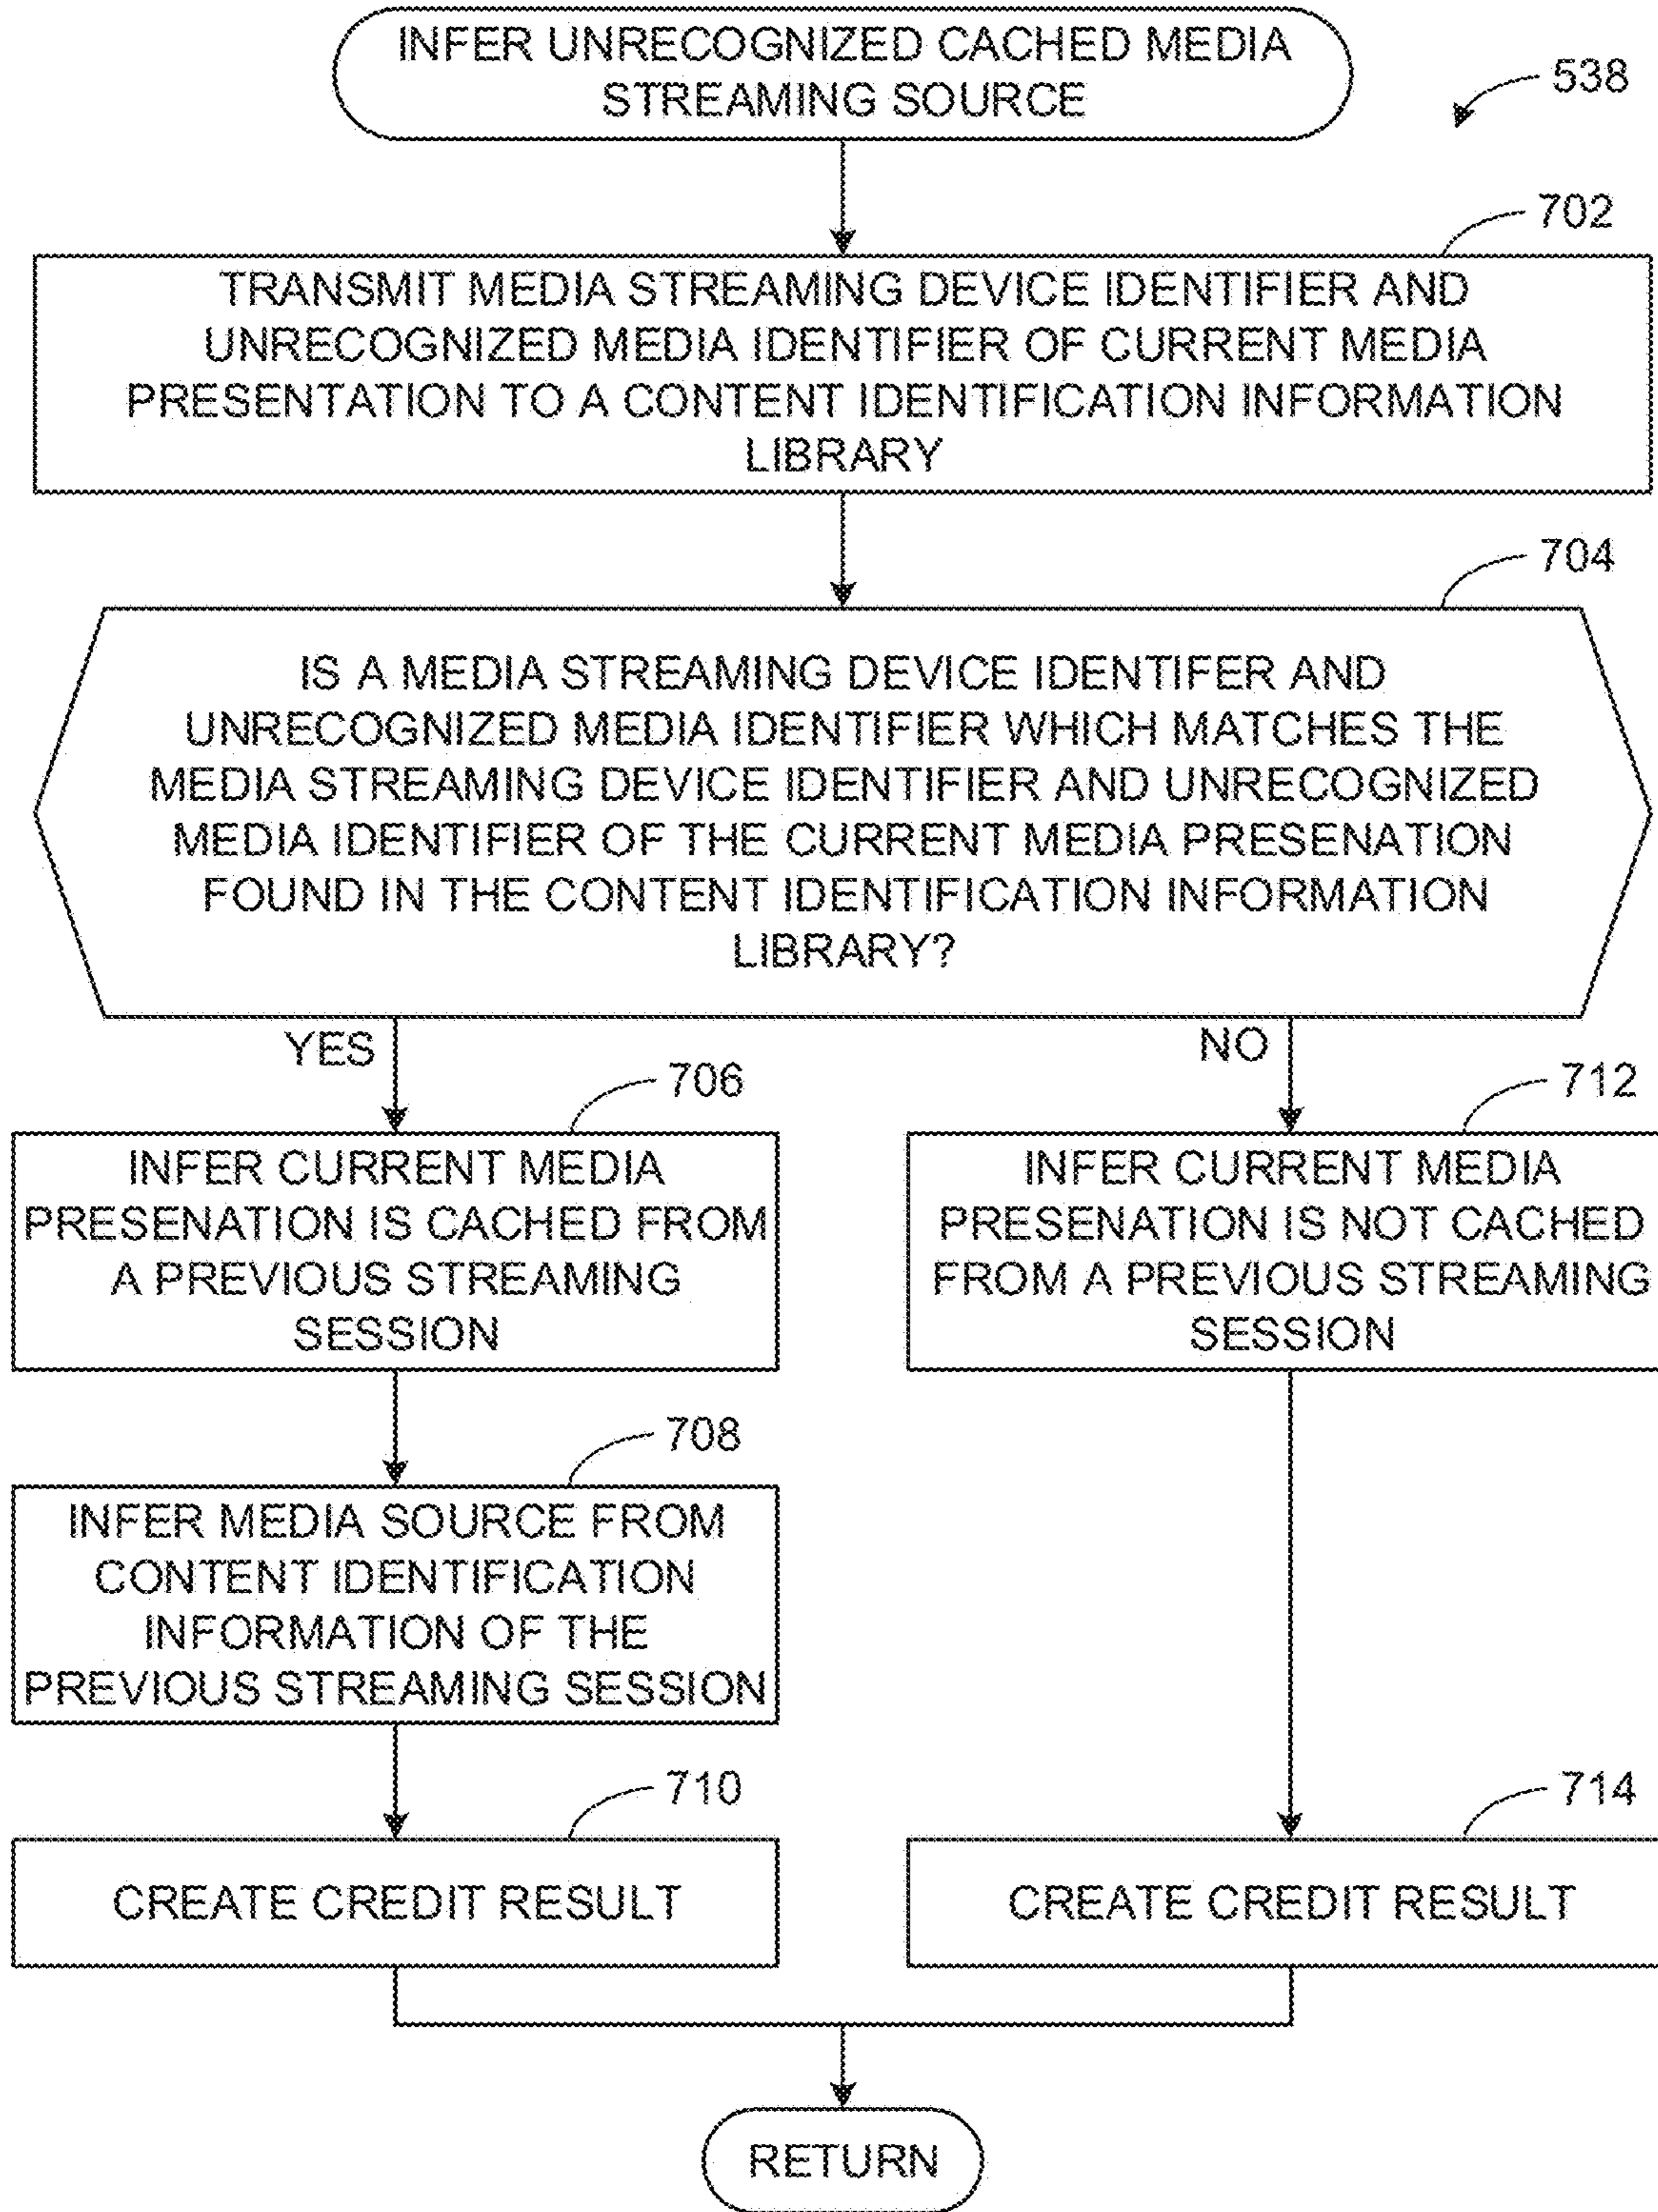 INFER UNRECOGNIZED CACHED MEDIA
STREAMING SOURCE
538
702
TRANSMIT MEDIA STREAMING DEVICE IDENTIFIER AND
UNRECOGNIZED MEDIA IDENTIFIER OF CURRENT MEDIA
PRESENTATION TO A CONTENT IDENTIFICATION INFORMATION
LIBRARY
704
IS A MEDIA STREAMING DEVICE IDENTIFER AND
UNRECOGNIZED MEDIA IDENTIFIER WHICH MATCHES THE
MEDIA STREAMING DEVICE IDENTIFIER AND UNRECOGNIZED
MEDIA IDENTIFIER OF THE CURRENT MEDIA PRESENATION
FOUND IN THE CONTENT IDENTIFICATION INFORMATION
LIBRARY?
YES
706
INFER CURRENT MEDIA
PRESENATION IS CACHED FROM
A PREVIOUS STREAMING
SESSION
708
INFER MEDIA SOURCE FROM
CONTENT IDENTIFICATION
INFORMATION OF THE
PREVIOUS STREAMING SESSION
710
CREATE CREDIT RESULT
NO
712
INFER CURRENT MEDIA
PRESENATION IS NOT CACHED
FROM A PREVIOUS STREAMING
SESSION
714
CREATE CREDIT RESULT
RETURN